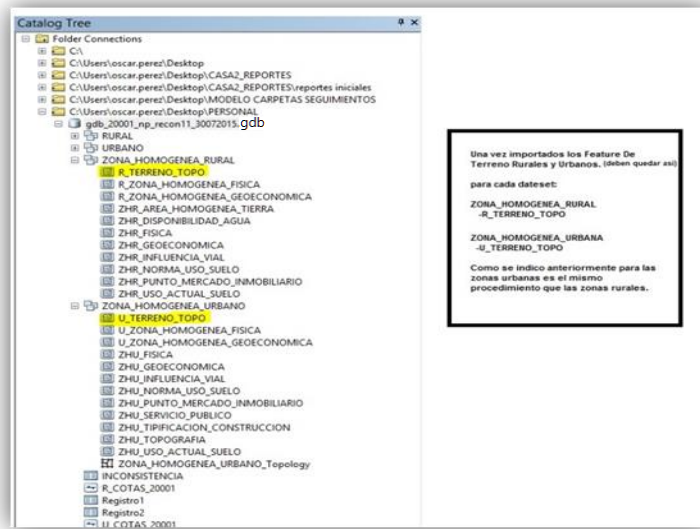 Catalog Tree
Folder Connections
C:\
C:\Users\oscar.perez\Desktop
C:\Users\oscar.perez\Desktop\CASA2_REPORTES
C:\Users\oscar.perez\Desktop\CASA2_REPORTES\reportes iniciales
C:\Users\oscar.perez\Desktop\MODELO CARPETAS SEGUIMIENTOS
C:\Users\oscar.perez\Desktop\PERSONAL
gdb_20001_np_recon11_30072015.gdb
RURAL
URBANO
ZONA_HOMOGENEA_RURAL
R_TERRENO_TOPO
R_ZONA_HOMOGENEA_FISICA
R_ZONA_HOMOGENEA_GEOECONOMICA
ZHR_AREA_HOMOGENEA_TIERRA
ZHR_DISPONIBILIDAD_AGUA
ZHR_FISICA
ZHR_GEOECONOMICA
ZHR_INFLUENCIA_VIAL
ZHR_NORMA_USO_SUELO
ZHR_PUNTO_MERCADO_INMOBILIARIO
ZHR_USO_ACTUAL_SUELO
ZONA_HOMOGENEA_URBANO
U_TERRENO_TOPO
U_ZONA_HOMOGENEA_FISICA
U_ZONA_HOMOGENEA_GEOECONOMICA
ZHU_FISICA
ZHU_GEOECONOMICA
ZHU_INFLUENCIA_VIAL
ZHU_NORMA_USO_SUELO
ZHU_PUNTO_MERCADO_INMOBILIARIO
ZHU_SERVICIO_PUBLICO
ZHU_TIPIFICACION_CONSTRUCCION
ZHU_TOPOGRAFIA
ZHU_USO_ACTUAL_SUELO
ZONA_HOMOGENEA_URBANO_Topology
INCONSISTENCIA
R_COTAS_20001
Registro1
Registro2
U_COTAS_20001
Una vez importados los Feature De
Terreno Rurales y Urbanos. (deben quedar asi)
para cada dateset:
ZONA_HOMOGENEA_RURAL
-R_TERRENO_TOPO
ZONA_HOMOGENEA_URBANA
-U_TERRENO_TOPO
Como se indico anteriormente para las
zonas urbanas es el mismo
procedimiento que las zonas rurales.